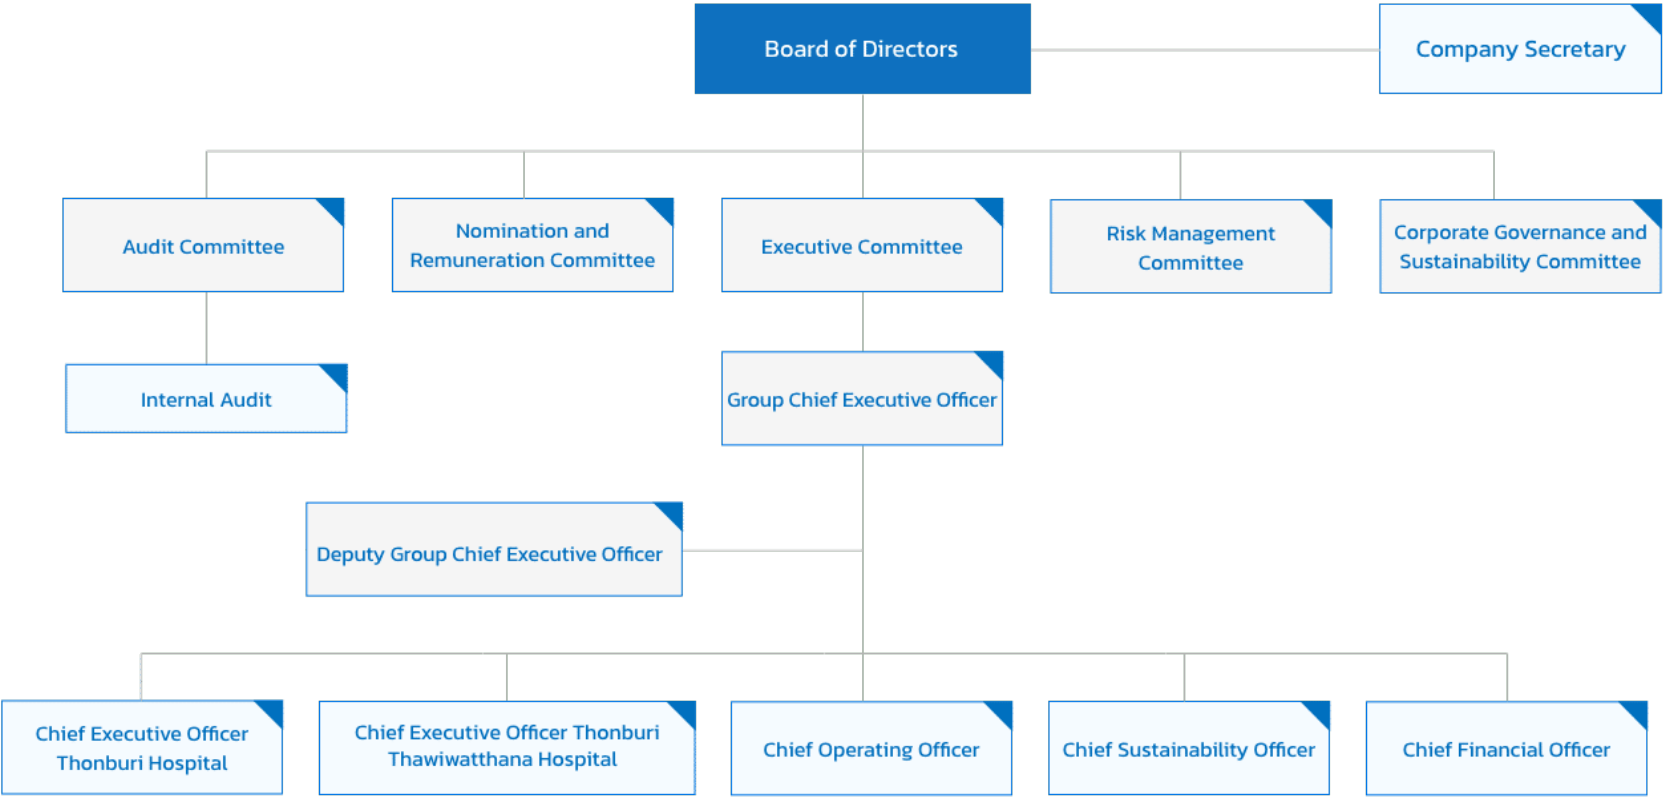 Board of Directors
Company Secretary
Audit Committee
Nomination and
Remuneration Committee
Executive Committee
Risk Management
Committee
Corporate Governance and
Sustainability Committee
Internal Audit
Group Chief Executive Officer
Deputy Group Chief Executive Officer
Chief Executive Officer
Thonburi Hospital
Chief Executive Officer Thonburi
Thawiwatthana Hospital
Chief Operating Officer
Chief Sustainability Officer
Chief Financial Officer